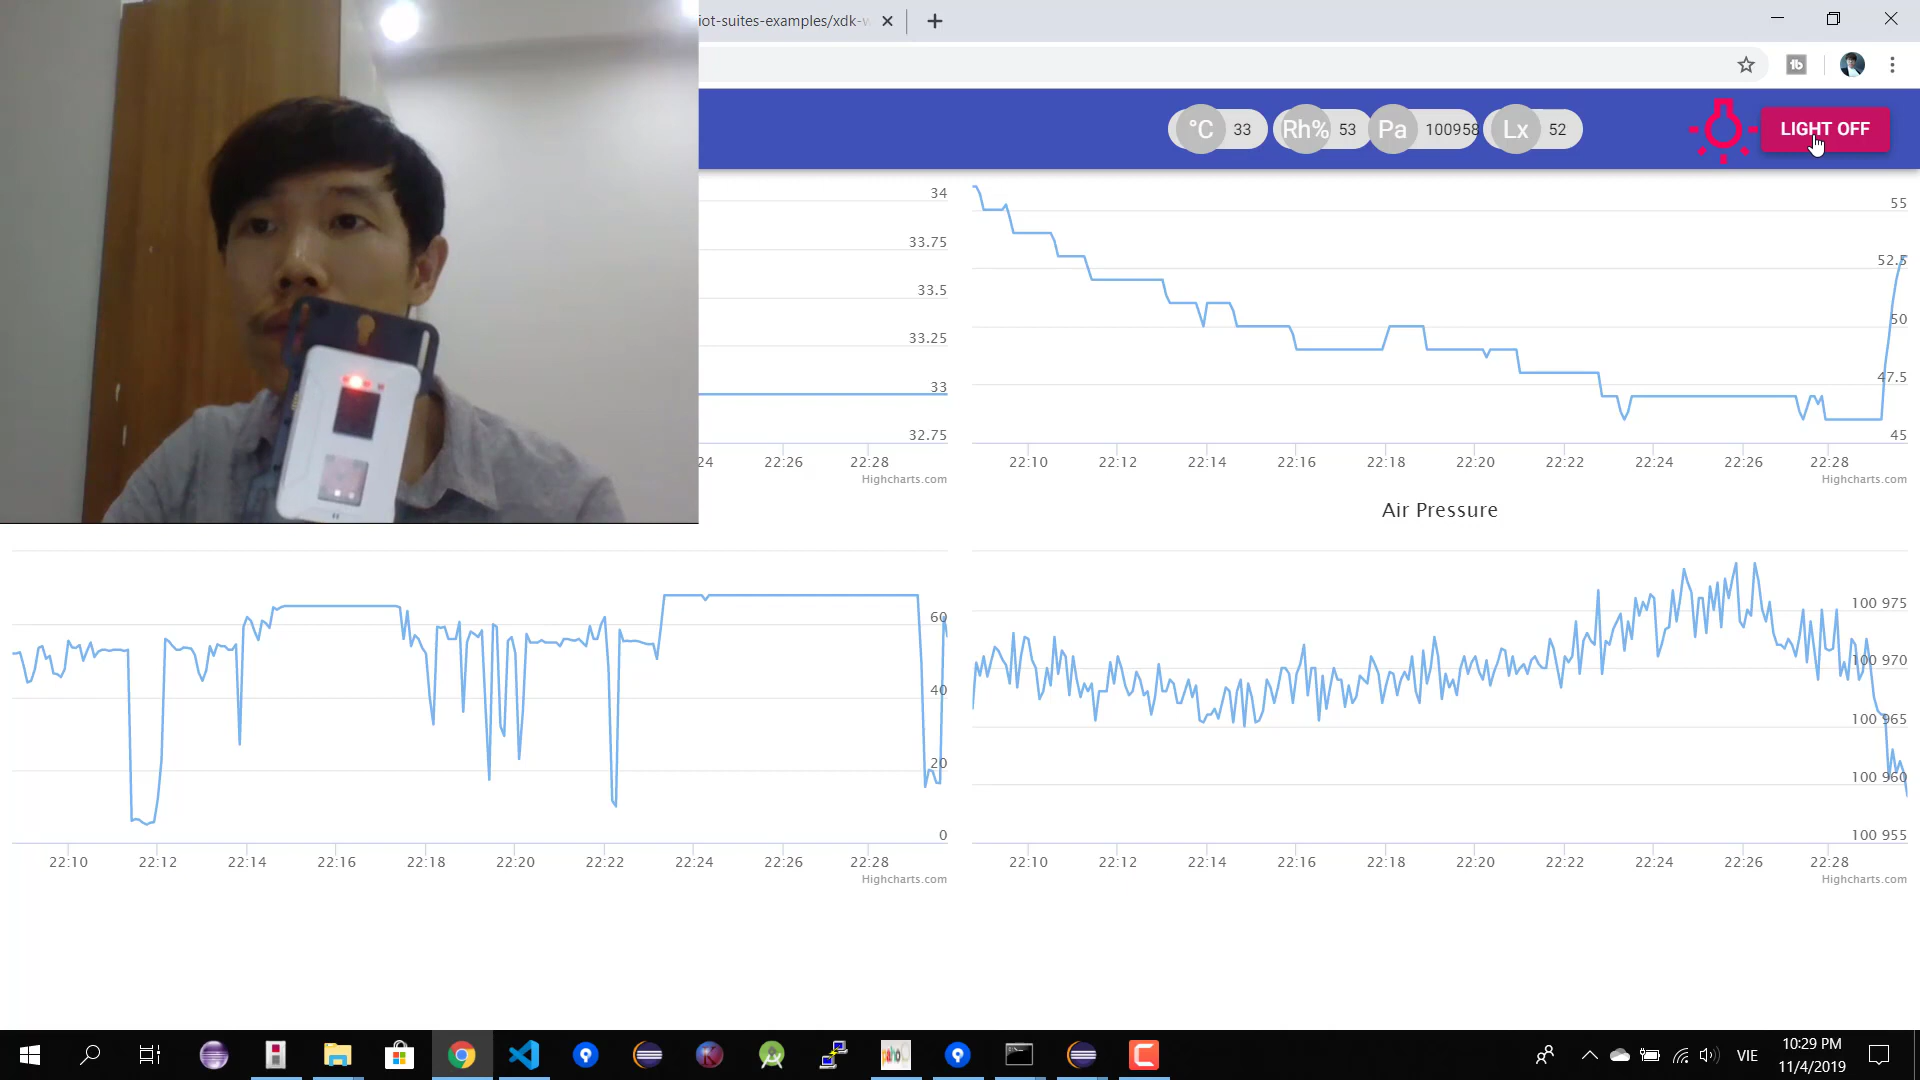 iot-suites-examples/xdk-w
°C 33 Rh% 53 Pa 100958 Lx 52
LIGHT OFF
34
33.75
33.5
33.25
33
32.75
24 22:26 22:28
Highcharts.com
55
52.5
50
47.5
45
22:10 22:12 22:14 22:16 22:18 22:20 22:22 22:24 22:26 22:28
Highcharts.com
60
40
20
0
22:10 22:12 22:14 22:16 22:18 22:20 22:22 22:24 22:26 22:28
Highcharts.com
Air Pressure
100 975
100 970
100 965
100 960
100 955
22:10 22:12 22:14 22:16 22:18 22:20 22:22 22:24 22:26 22:28
Highcharts.com
paho
VIE
10:29 PM
11/4/2019